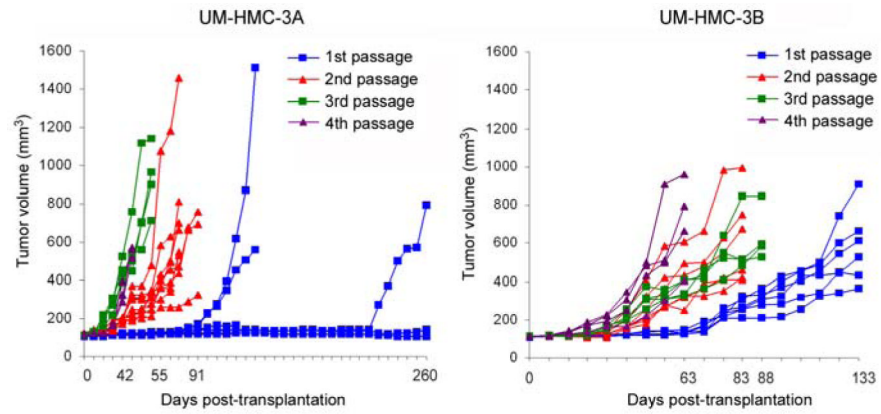 UM-HMC-3A
1600
1400
1200
1000
800
600
400
200
0
Tumor volume (mm³)
0 42 55 91 260
Days post-transplantation
1st passage
2nd passage
3rd passage
4th passage
UM-HMC-3B
1600
1400
1200
1000
800
600
400
200
0
Tumor volume (mm³)
0 63 83 88 133
Days post-transplantation
1st passage
2nd passage
3rd passage
4th passage